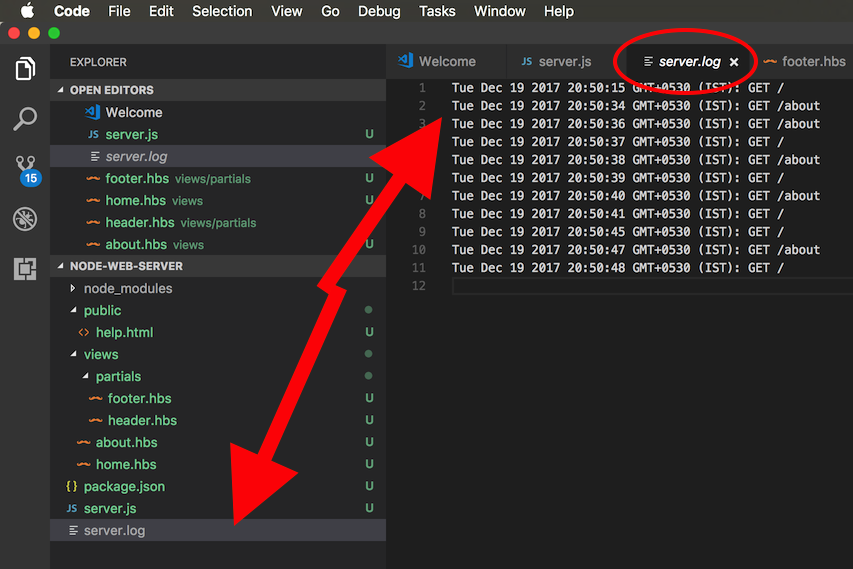 Code File Edit Selection View Go Debug Tasks Window Help
EXPLORER
OPEN EDITORS
Welcome
JS server.js U
server.log
footer.hbs views/partials U
home.hbs views U
header.hbs views/partials
about.hbs views U
15
NODE-WEB-SERVER
node_modules
public
<> help.html U
views
partials
footer.hbs U
header.hbs U
about.hbs U
home.hbs U
{} package.json U
JS server.js U
server.log
Welcome JS server.js server.log × footer.hbs
1 Tue Dec 19 2017 20:50:15 GMT+0530 (IST): GET /
2 Tue Dec 19 2017 20:50:34 GMT+0530 (IST): GET /about
3 Tue Dec 19 2017 20:50:36 GMT+0530 (IST): GET /about
Tue Dec 19 2017 20:50:37 GMT+0530 (IST): GET /
Tue Dec 19 2017 20:50:38 GMT+0530 (IST): GET /about
Tue Dec 19 2017 20:50:39 GMT+0530 (IST): GET /
7 Tue Dec 19 2017 20:50:40 GMT+0530 (IST): GET /about
8 Tue Dec 19 2017 20:50:41 GMT+0530 (IST): GET /
9 Tue Dec 19 2017 20:50:45 GMT+0530 (IST): GET /
10 Tue Dec 19 2017 20:50:47 GMT+0530 (IST): GET /about
11 Tue Dec 19 2017 20:50:48 GMT+0530 (IST): GET /
12